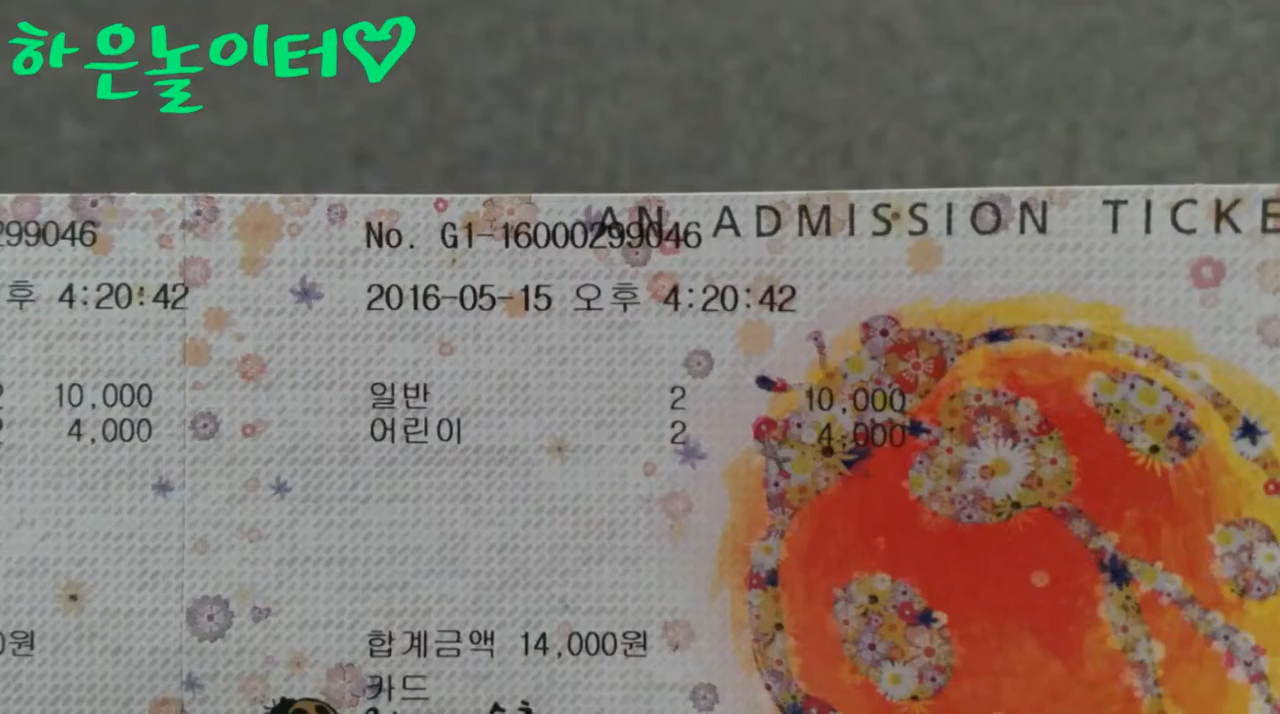 하은놀이터♡
AN ADMISSION TICKE
299046 No. G1-16000299046
후 4:20:42 2016-05-15 오후 4:20:42
2 10,000 일반 2 10,000
2 4,000 어린이 2 4,000
0원 합계금액 14,000원
카드